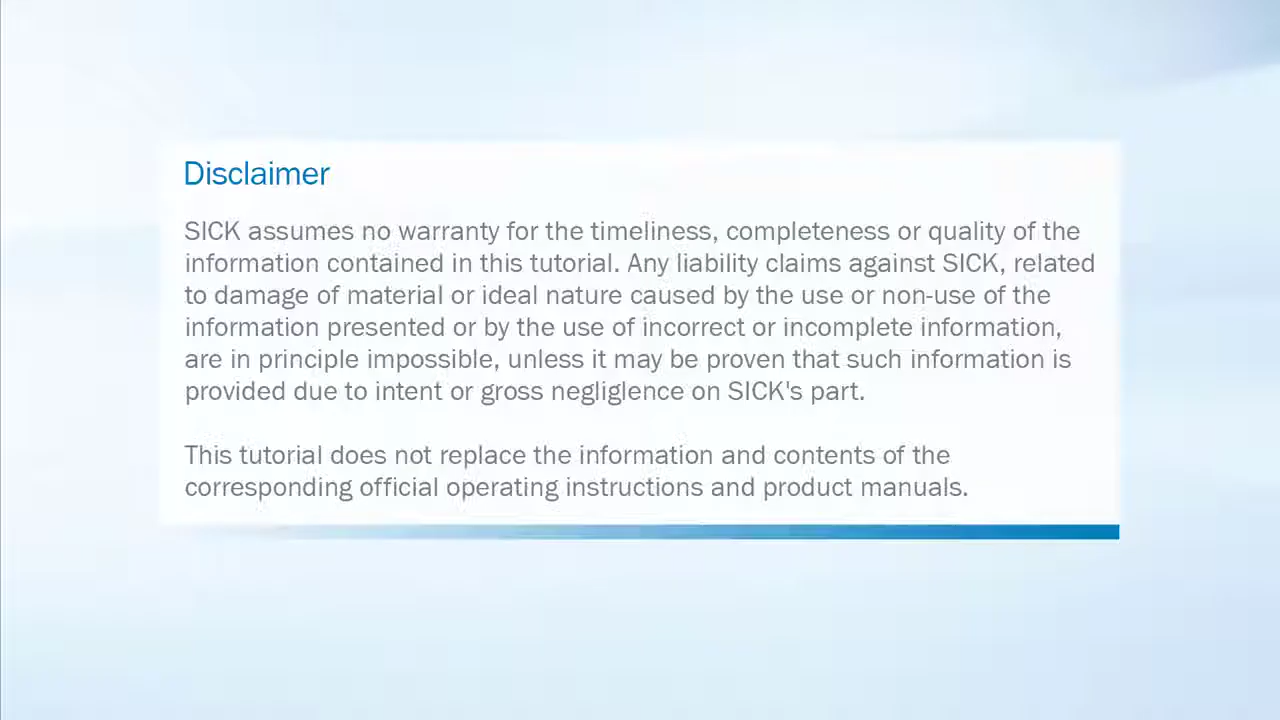 Disclaimer
SICK assumes no warranty for the timeliness, completeness or quality of the
information contained in this tutorial. Any liability claims against SICK, related
to damage of material or ideal nature caused by the use or non-use of the
information presented or by the use of incorrect or incomplete information,
are in principle impossible, unless it may be proven that such information is
provided due to intent or gross negliglence on SICK's part.
This tutorial does not replace the information and contents of the
corresponding official operating instructions and product manuals.